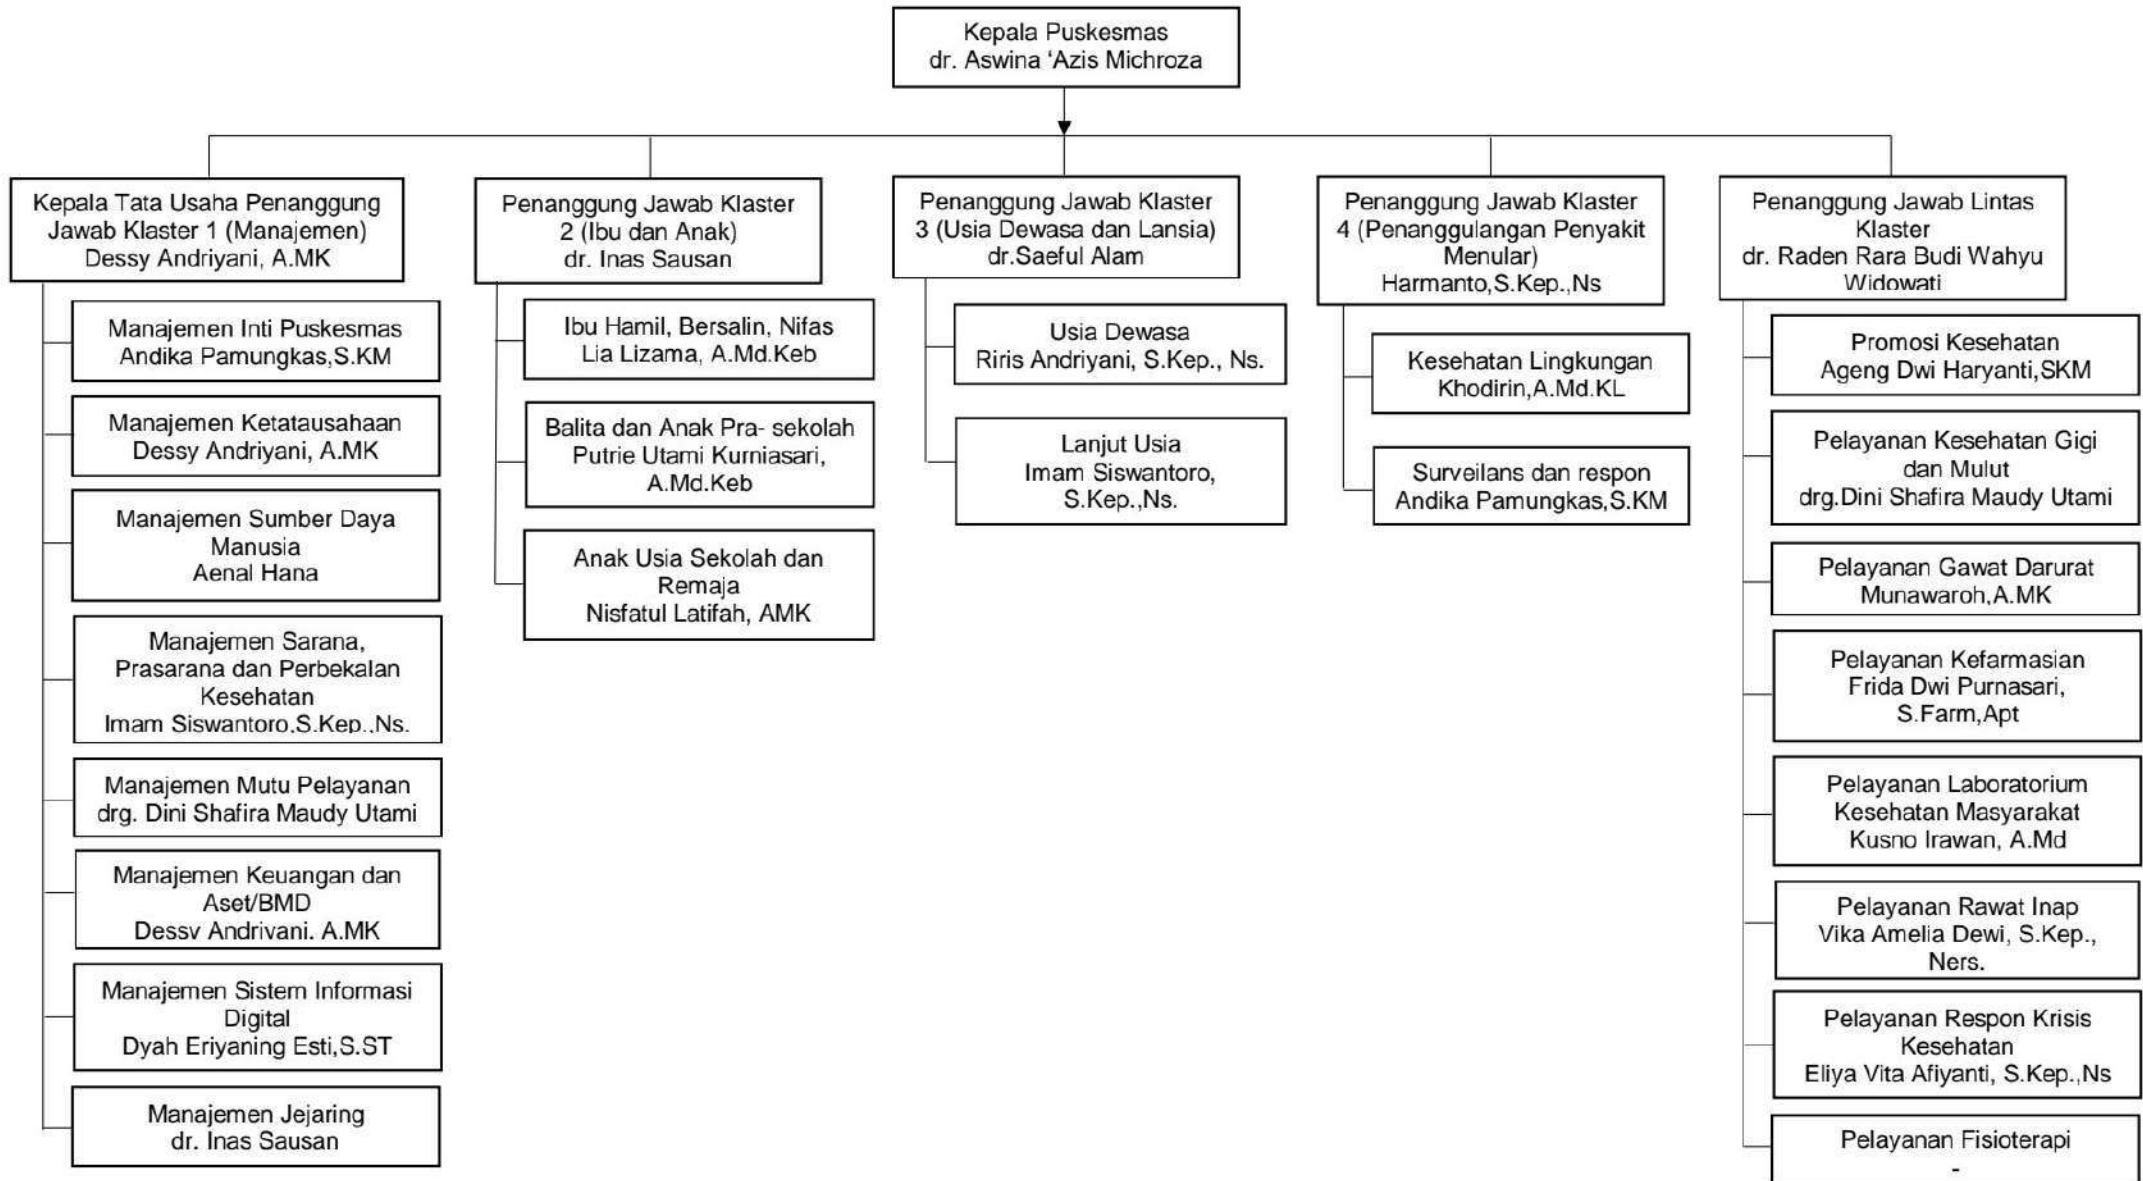 Kepala Puskesmas
dr. Aswina ‘Azis Michroza
Kepala Tata Usaha Penanggung
Jawab Klaster 1 (Manajemen)
Dessy Andriyani, A.MK
Manajemen Inti Puskesmas
Andika Pamungkas,S.KM
Manajemen Ketatausahaan
Dessy Andriyani, A.MK
Manajemen Sumber Daya
Manusia
Aenal Hana
Manajemen Sarana,
Prasarana dan Perbekalan
Kesehatan
Imam Siswantoro,S.Kep.,Ns.
Manajemen Mutu Pelayanan
drg. Dini Shafira Maudy Utami
Manajemen Keuangan dan
Aset/BMD
Dessy Andriyani. A.MK
Manajemen Sistem Informasi
Digital
Dyah Eriyaning Esti,S.ST
Manajemen Jejaring
dr. Inas Sausan
Penanggung Jawab Klaster
2 (Ibu dan Anak)
dr. Inas Sausan
Ibu Hamil, Bersalin, Nifas
Lia Lizama, A.Md.Keb
Balita dan Anak Pra- sekolah
Putrie Utami Kurniasari,
A.Md.Keb
Anak Usia Sekolah dan
Remaja
Nisfatul Latifah, AMK
Penanggung Jawab Klaster
3 (Usia Dewasa dan Lansia)
dr.Saeful Alam
Usia Dewasa
Riris Andriyani, S.Kep., Ns.
Lanjut Usia
Imam Siswantoro,
S.Kep.,Ns.
Penanggung Jawab Klaster
4 (Penanggulangan Penyakit
Menular)
Harmanto,S.Kep.,Ns
Kesehatan Lingkungan
Khodirin,A.Md.KL
Surveilans dan respon
Andika Pamungkas,S.KM
Penanggung Jawab Lintas
Klaster
dr. Raden Rara Budi Wahyu
Widowati
Promosi Kesehatan
Ageng Dwi Haryanti,SKM
Pelayanan Kesehatan Gigi
dan Mulut
drg.Dini Shafira Maudy Utami
Pelayanan Gawat Darurat
Munawaroh,A.MK
Pelayanan Kefarmasian
Frida Dwi Purnasari,
S.Farm,Apt
Pelayanan Laboratorium
Kesehatan Masyarakat
Kusno Irawan, A.Md
Pelayanan Rawat Inap
Vika Amelia Dewi, S.Kep.,
Ners.
Pelayanan Respon Krisis
Kesehatan
Eliya Vita Afiyanti, S.Kep.,Ns
Pelayanan Fisioterapi
-